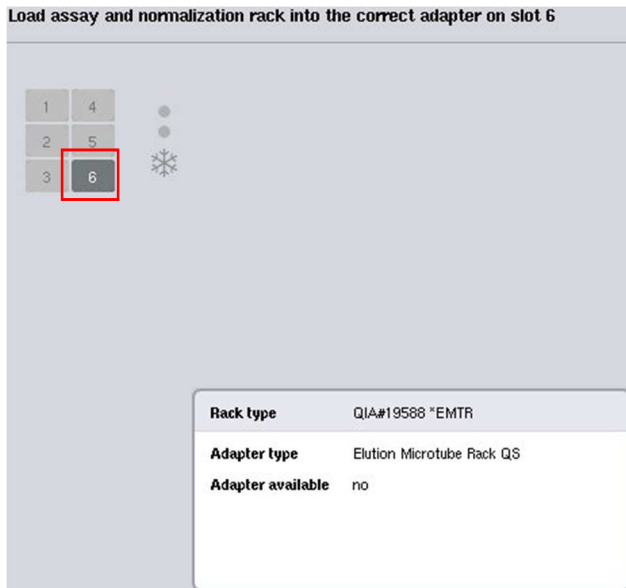 Load assay and normalization rack into the correct adapter on slot 6
1 4
2 5
3 6
Rack type QIA#19588 *EMTR
Adapter type Elution Microtube Rack QS
Adapter available no